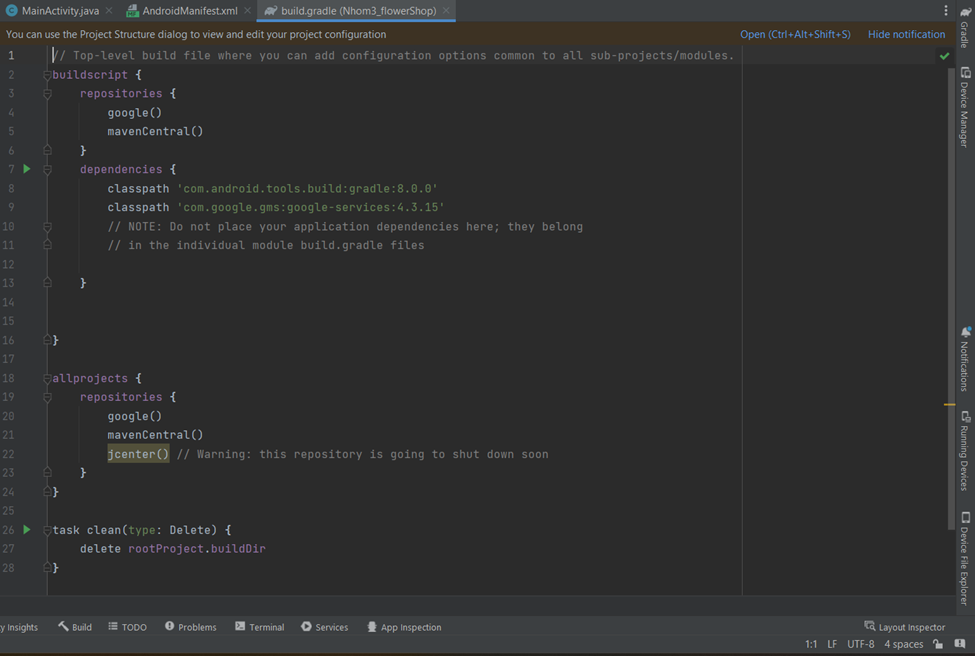 MainActivity.java × AndroidManifest.xml × build.gradle (Nhom3_flowerShop) ×
You can use the Project Structure dialog to view and edit your project configuration Open (Ctrl+Alt+Shift+S) Hide notification
1 // Top-level build file where you can add configuration options common to all sub-projects/modules.
2 buildscript {
3 repositories {
4 google()
5 mavenCentral()
6 }
7 dependencies {
8 classpath 'com.android.tools.build:gradle:8.0.0'
9 classpath 'com.google.gms:google-services:4.3.15'
10 // NOTE: Do not place your application dependencies here; they belong
11 // in the individual module build.gradle files
12
13 }
14
15
16 }
17
18 allprojects {
19 repositories {
20 google()
21 mavenCentral()
22 jcenter() // Warning: this repository is going to shut down soon
23 }
24 }
25
26 task clean(type: Delete) {
27 delete rootProject.buildDir
28 }
Gradle
Device Manager
Notifications
Running Devices
Device File Explorer
y Insights Build TODO Problems Terminal Services App Inspection Layout Inspector
1:1 LF UTF-8 4 spaces